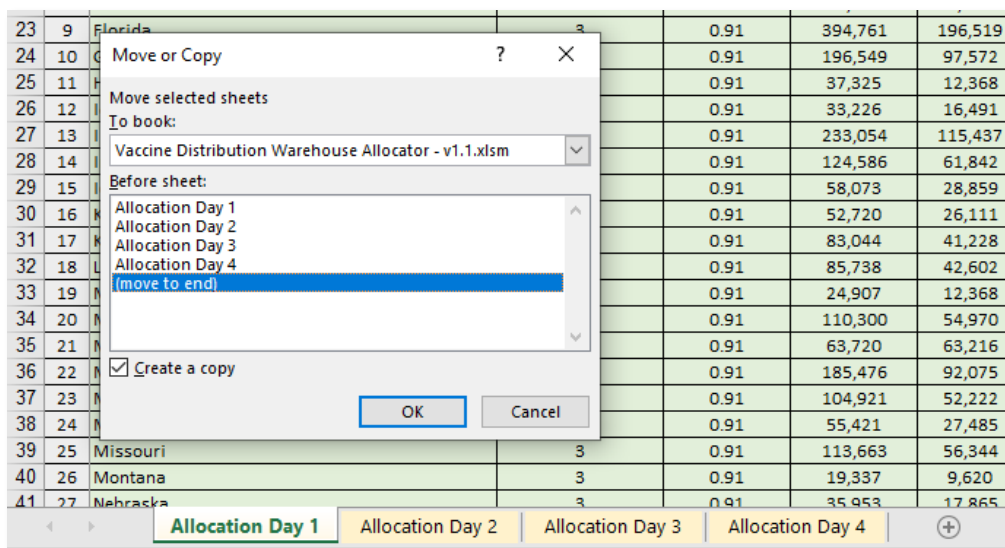 23 9 Florida 3 0.91 394,761 196,519
Move or Copy ? ×
24 10 0.91 196,549 97,572
25 11 0.91 37,325 12,368
Move selected sheets
26 12 0.91 33,226 16,491
To book:
27 13 0.91 233,054 115,437
Vaccine Distribution Warehouse Allocator - v1.1.xlsm
28 14 0.91 124,586 61,842
Before sheet:
29 15 0.91 58,073 28,859
Allocation Day 1
30 16 0.91 52,720 26,111
Allocation Day 2
Allocation Day 3
31 17 0.91 83,044 41,228
Allocation Day 4
32 18 0.91 85,738 42,602
(move to end)
33 19 0.91 24,907 12,368
34 20 0.91 110,300 54,970
35 21 0.91 63,720 63,216
36 22 0.91 185,476 92,075
Create a copy
37 23 0.91 104,921 52,222
OK Cancel
38 24 0.91 55,421 27,485
39 25 Missouri 3 0.91 113,663 56,344
40 26 Montana 3 0.91 19,337 9,620
41 27 Nebraska 3 0.91 35,953 17,865
Allocation Day 1 Allocation Day 2 Allocation Day 3 Allocation Day 4